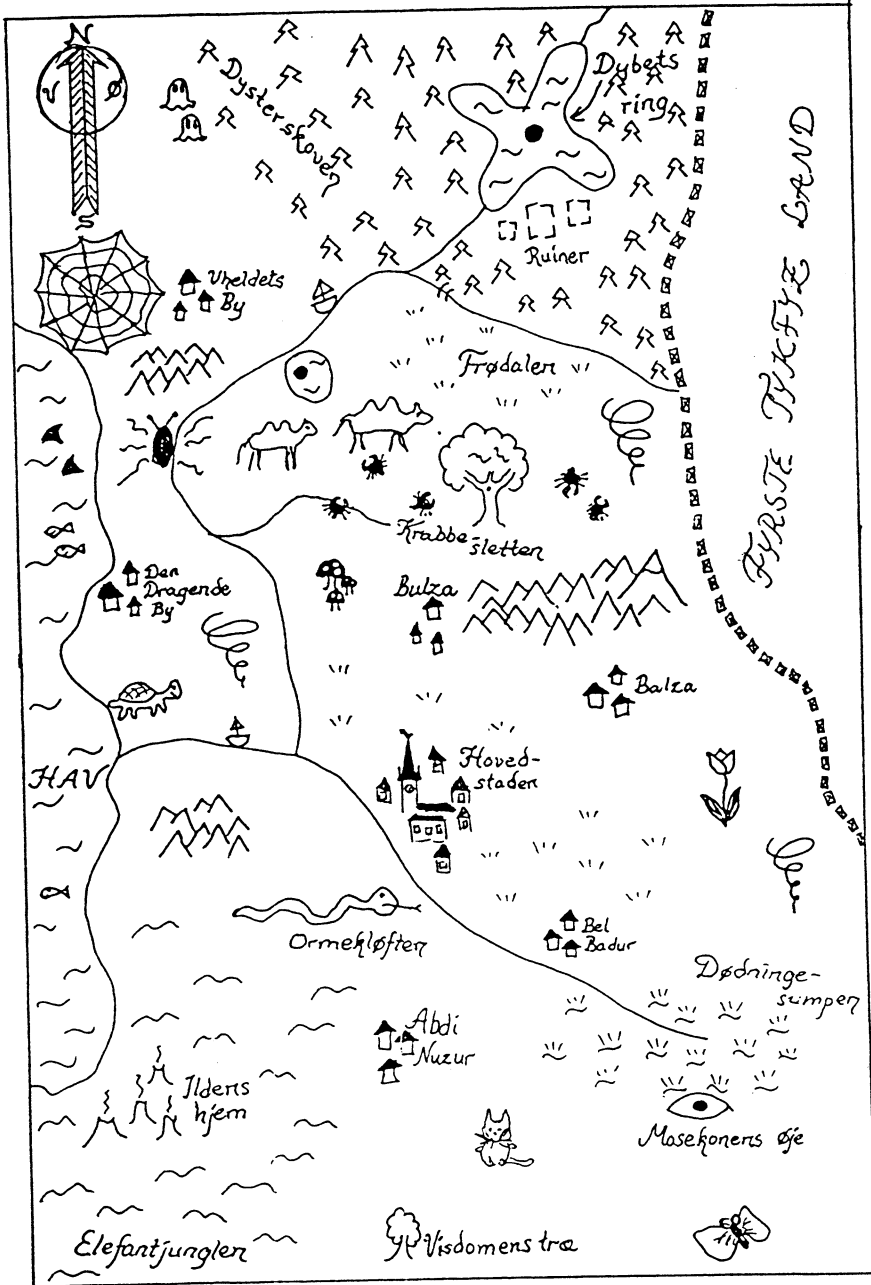 N
V Ø
S
Dysterskoven
Dybets
ring
Ruiner
FYRSTE TYKFYZ LAND
Uheldets
By
Frødalen
Krabbe-
sletten
Den
Dragende
By
Bulza
Balza
HAV
Hoved-
staden
Ormekløften
Bel
Badur
Dødninge-
sumpen
Abdi
Nuzur
Ildens
hjem
Mosekonens øje
Elefantjunglen
Visdomens træ